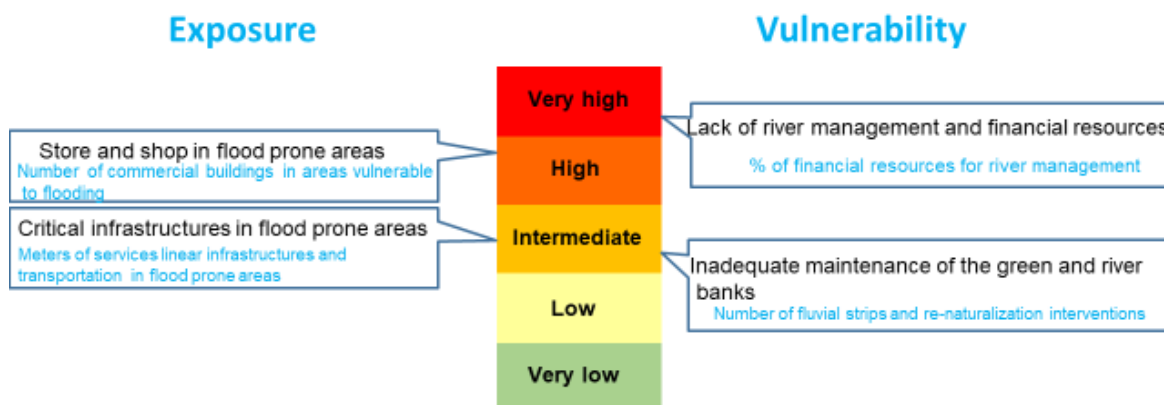 Exposure
Vulnerability
Very high
High
Intermediate
Low
Very low
Store and shop in flood prone areas
Number of commercial buildings in areas vulnerable
to flooding
Critical infrastructures in flood prone areas
Meters of services linear infrastructures and
transportation in flood prone areas
Lack of river management and financial resources
% of financial resources for river management
Inadequate maintenance of the green and river
banks
Number of fluvial strips and re-naturalization interventions